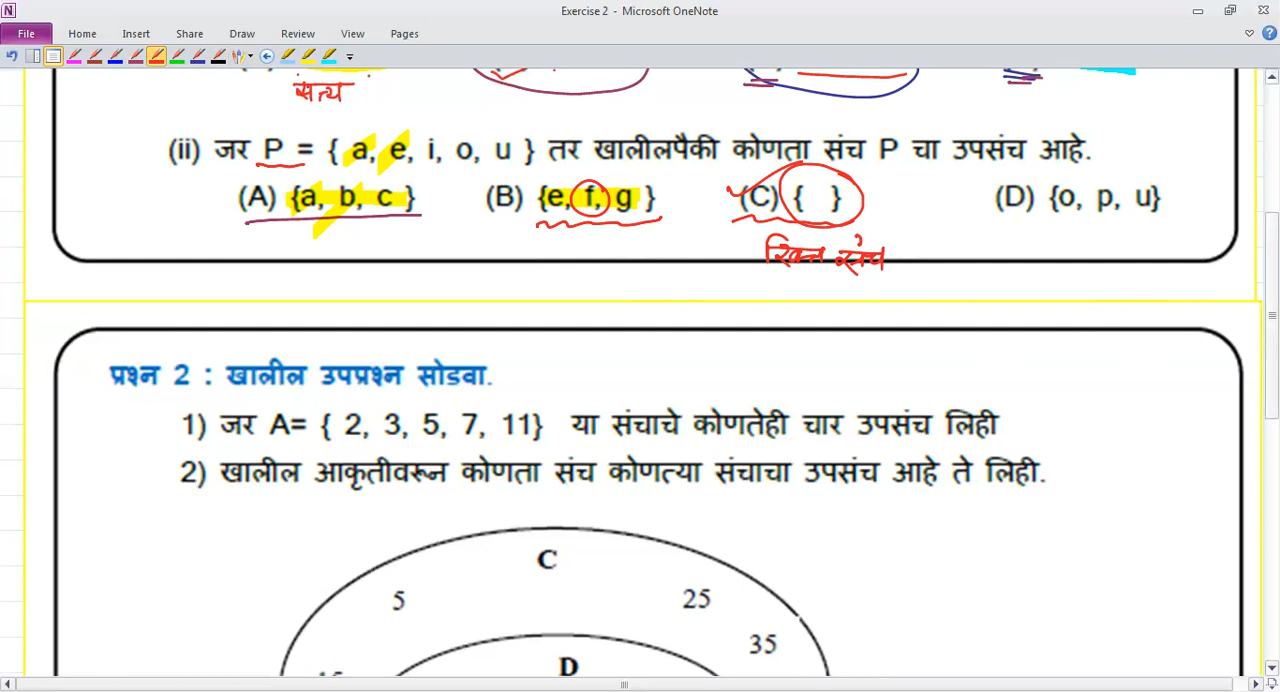 Exercise 2 - Microsoft OneNote
File Home Insert Share Draw Review View Pages
सत्य
(ii) जर P = { a, e, i, o, u } तर खालीलपैकी कोणता संच P चा उपसंच आहे.
(A) {a, b, c } (B) {e, f, g } (C) { } (D) {o, p, u}
रिक्त संच
प्रश्न 2 : खालील उपप्रश्न सोडवा.
1) जर A= { 2, 3, 5, 7, 11} या संचाचे कोणतेही चार उपसंच लिही
2) खालील आकृतीवरून कोणता संच कोणत्या संचाचा उपसंच आहे ते लिही.
C
5 25
35
D